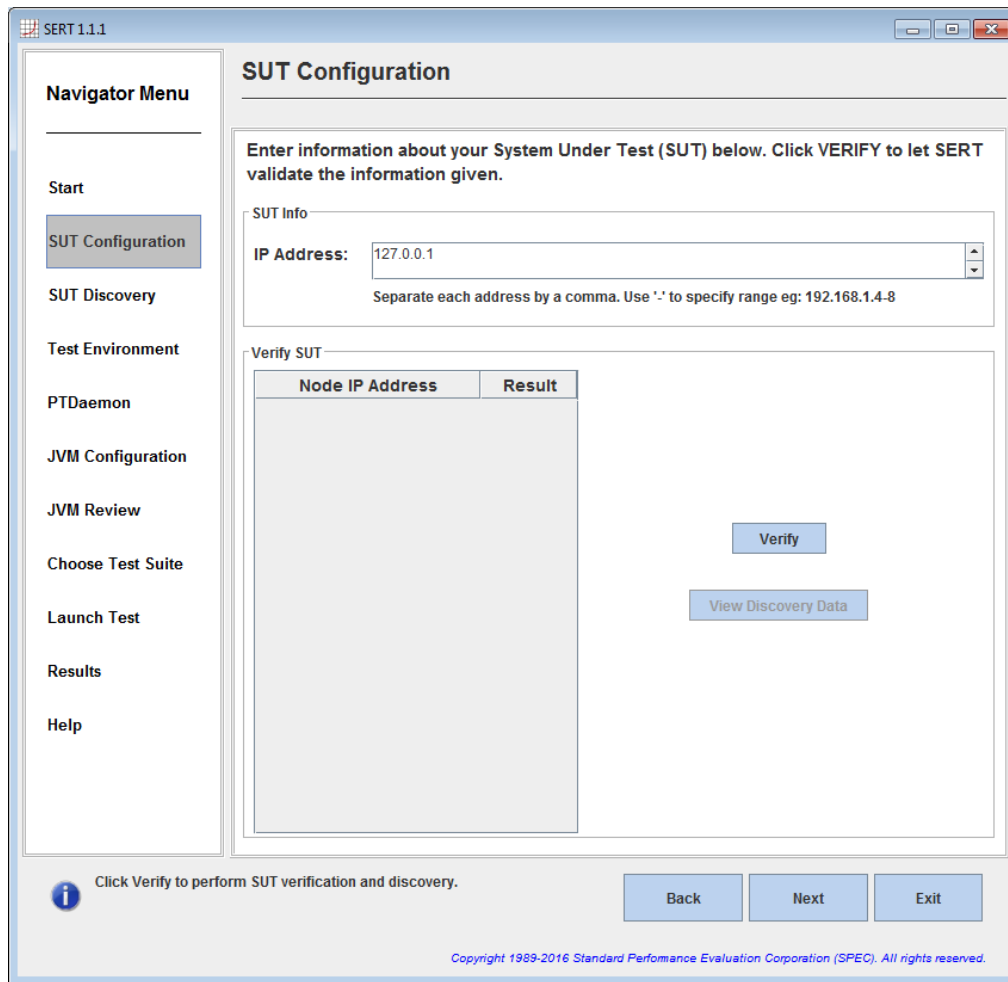 SERT 1.1.1
Navigator Menu
Start
SUT Configuration
SUT Discovery
Test Environment
PTDaemon
JVM Configuration
JVM Review
Choose Test Suite
Launch Test
Results
Help
SUT Configuration
Enter information about your System Under Test (SUT) below. Click VERIFY to let SERT
validate the information given.
SUT Info
IP Address: 127.0.0.1
Separate each address by a comma. Use '-' to specify range eg: 192.168.1.4-8
Verify SUT
Node IP Address Result
Verify
View Discovery Data
Click Verify to perform SUT verification and discovery.
Back Next Exit
Copyright 1989-2016 Standard Performance Evaluation Corporation (SPEC). All rights reserved.